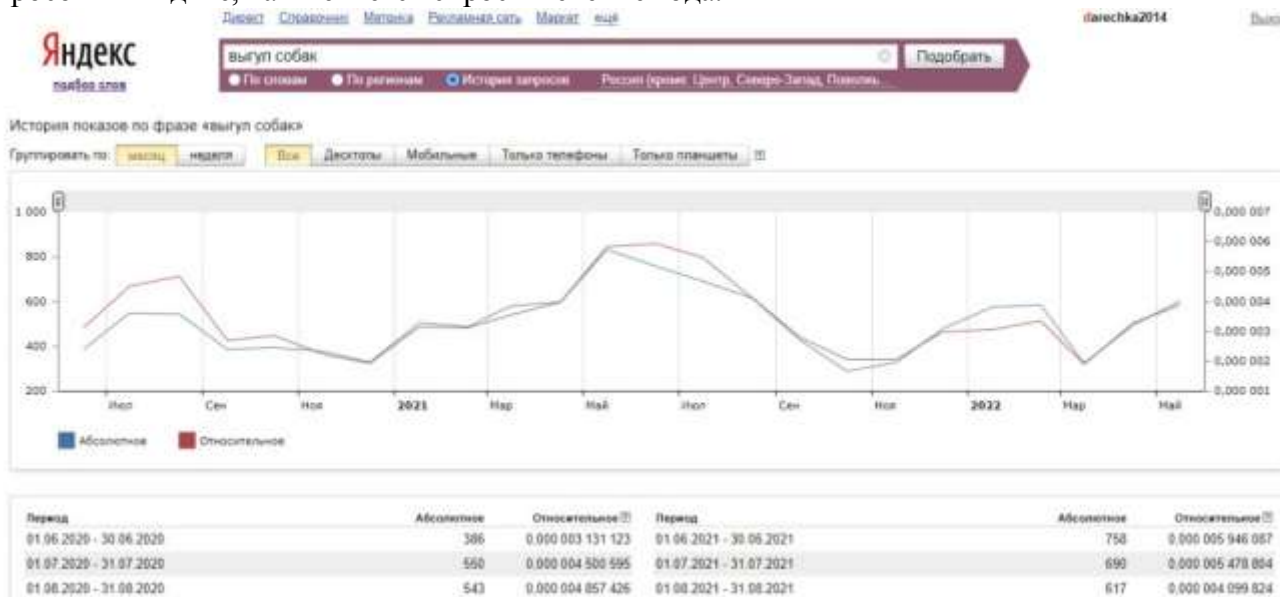 Директ Справочник Метрика Рекламная сеть Маркет ещё
darechka2014
Яндекс
подбор слов
выгул собак
Подобрать
По словам По регионам История запросов Россия (кроме: Центр, Северо-Запад,
История показов по фразе «выгул собак»
Группировать по: месяц неделя Все Десктопы Мобильные Только телефоны Только планшеты
1 000 0,000 007
0,000 006
800
0,000 005
600 0,000 004
0,000 003
400
0,000 002
200 0,000 001
Июл Сен Ноя 2021 Мар Май Июл Сен Ноя 2022 Мар Май
Абсолютное Относительное
Период Абсолютное Относительное Период Абсолютное Относительное
01.06.2020 - 30.06.2020 386 0.000 003 131 123 01.06.2021 - 30.06.2021 758 0.000 005 946 087
01.07.2020 - 31.07.2020 550 0.000 004 500 595 01.07.2021 - 31.07.2021 690 0.000 005 478 804
01.08.2020 - 31.08.2020 543 0.000 004 857 426 01.08.2021 - 31.08.2021 617 0.000 004 099 824